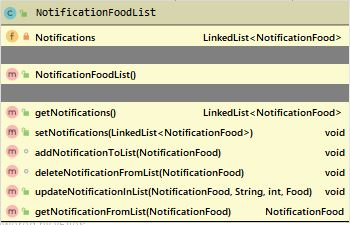 NotificationFoodList
Notifications LinkedList<NotificationFood>
NotificationFoodList()
getNotifications() LinkedList<NotificationFood>
setNotifications(LinkedList<NotificationFood>) void
addNotificationToList(NotificationFood) void
deleteNotificationFromList(NotificationFood) void
updateNotificationInList(NotificationFood, String, int, Food) void
getNotificationFromList(NotificationFood) NotificationFood